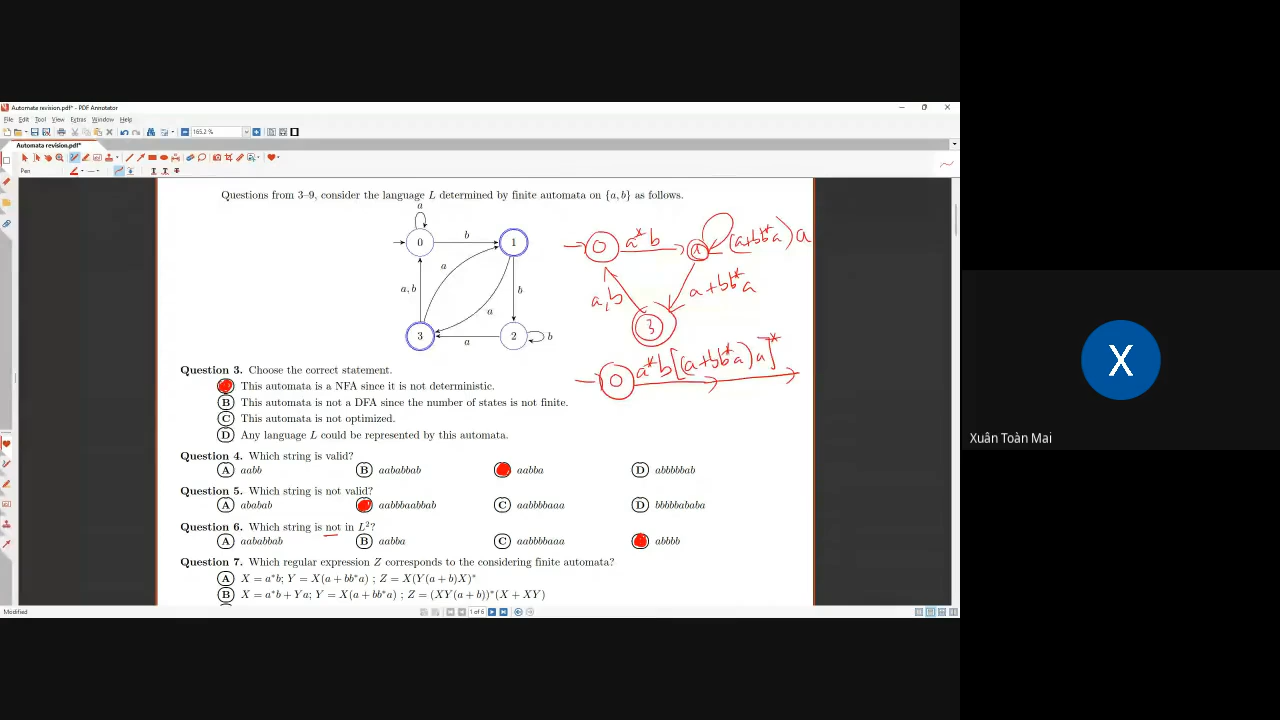 Automata revision.pdf* - PDF Annotator
File Edit Tool View Extras Window Help
165.2 %
Automata revision.pdf*
Pen
Questions from 3–9, consider the language L determined by finite automata on {a, b} as follows.
a
0 b 1
a
a, b a b
3 a 2 b
0 a*b 1 (a+bb*a)a
a,b a+bb*a
3
0 a*b[(a+bb*a)a]*
Question 3. Choose the correct statement.
This automata is a NFA since it is not deterministic.
B This automata is not a DFA since the number of states is not finite.
C This automata is not optimized.
D Any language L could be represented by this automata.
Question 4. Which string is valid?
A aabb B aababbab aabba D abbbbbab
Question 5. Which string is not valid?
A ababab aabbbaabbab C aabbbbaaa D bbbbbababa
Question 6. Which string is not in L²?
A aababbab B aabba C aabbbbaaa abbbb
Question 7. Which regular expression Z corresponds to the considering finite automata?
A X = a*b; Y = X(a + bb*a) ; Z = X(Y(a + b)X)*
B X = a*b + Ya; Y = X(a + bb*a) ; Z = (XY(a + b))*(X + XY)
Modified
1 of 6
X
Xuân Toàn Mai